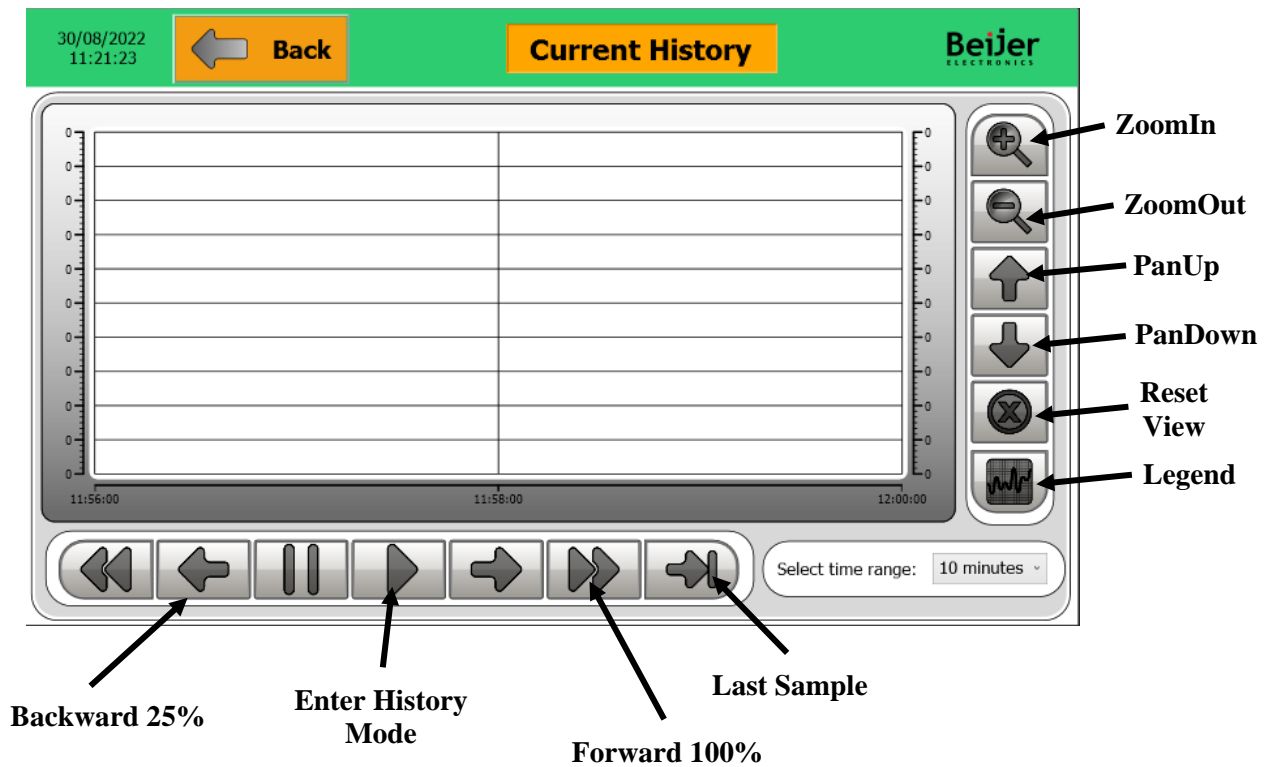 30/08/2022
11:21:23
Back
Current History
Beijer
ELECTRONICS
ZoomIn
ZoomOut
PanUp
PanDown
Reset
View
Legend
0 0
0 0
0 0
0 0
0 0
0 0
0 0
0 0
0 0
0 0
0 0
11:56:00 11:58:00 12:00:00
Select time range: 10 minutes
Backward 25%
Enter History
Mode
Forward 100%
Last Sample